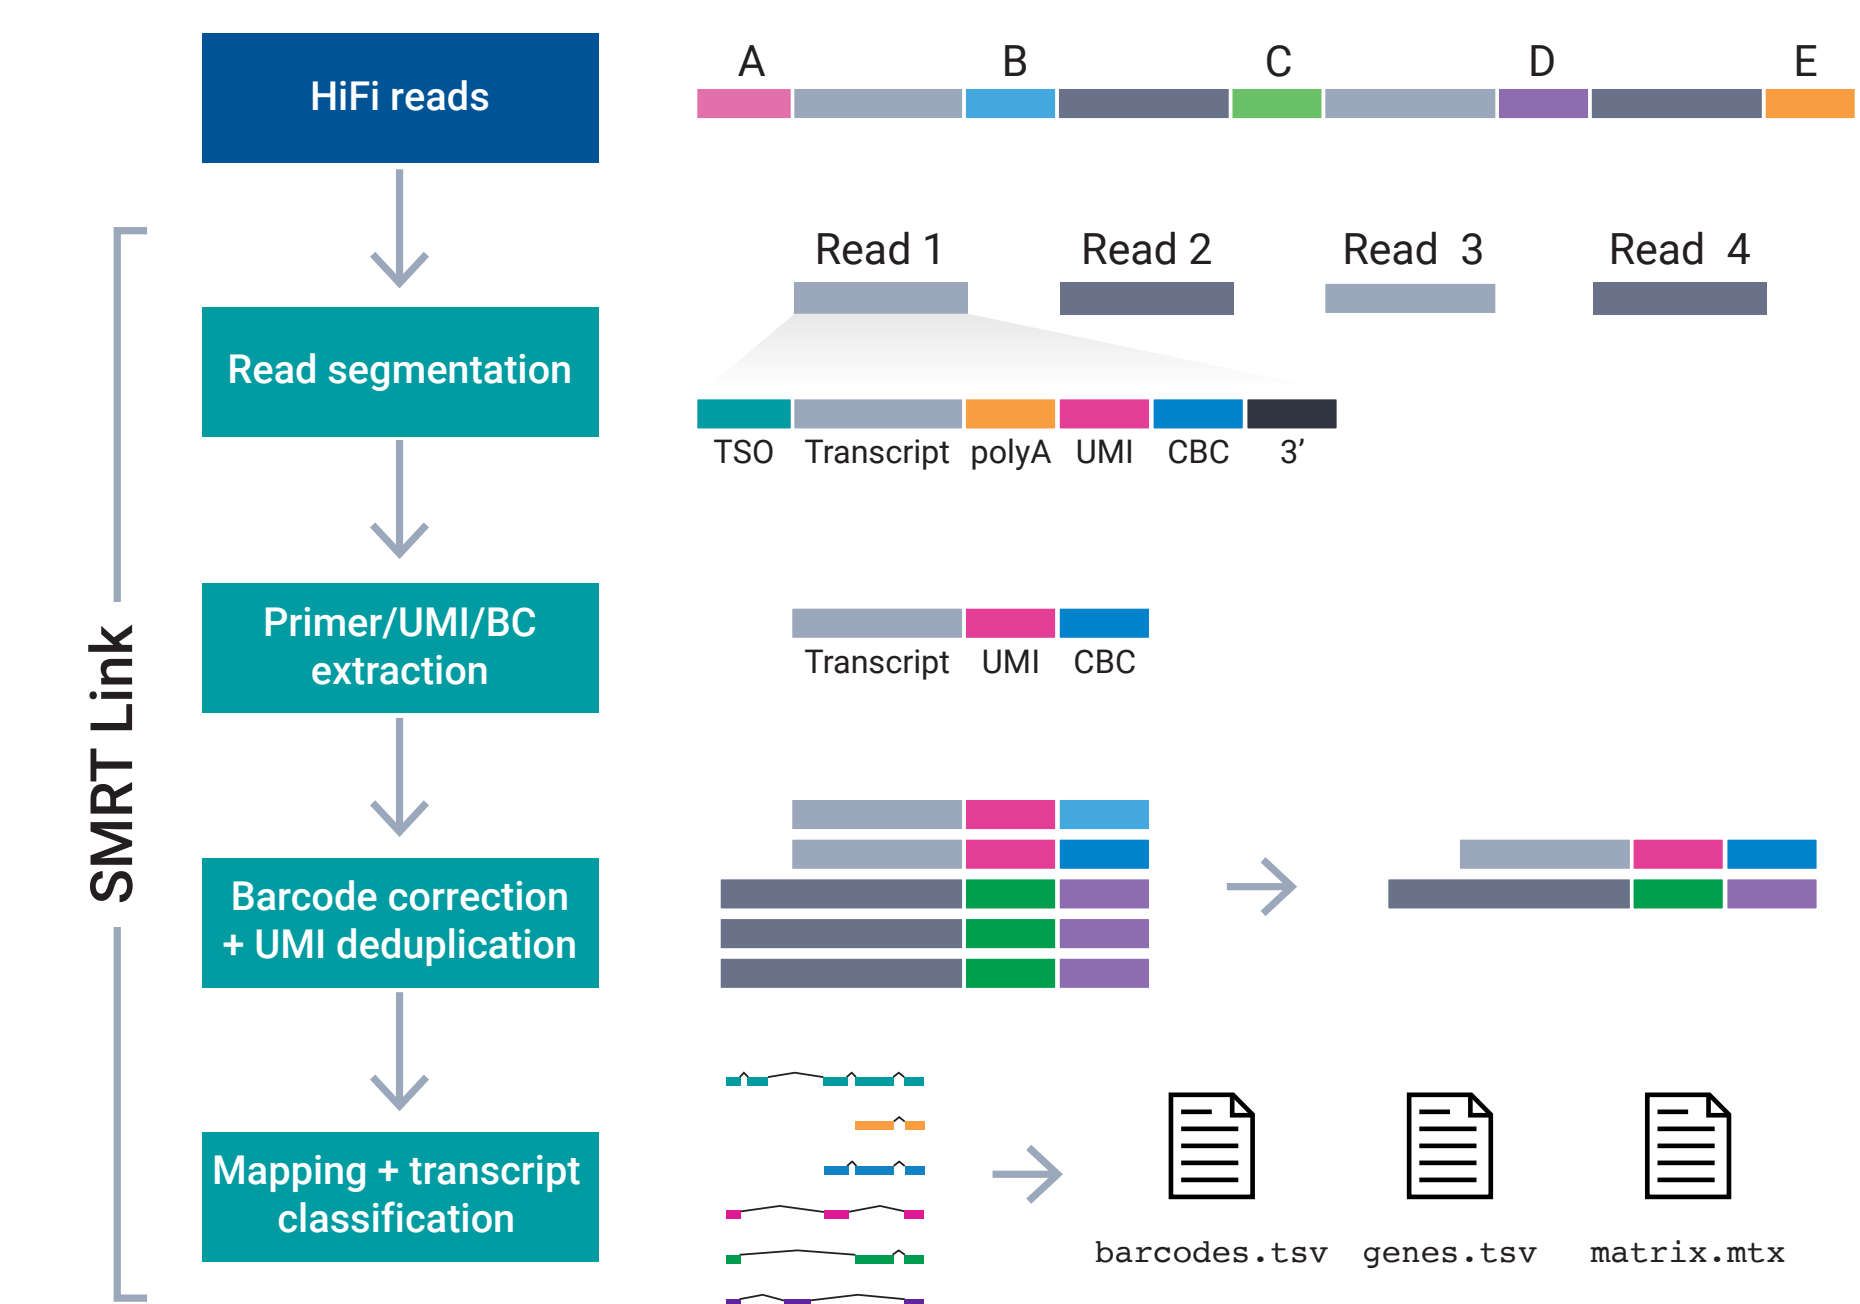 HiFi reads
A B C D E
SMRT Link
Read 1 Read 2 Read 3 Read 4
Read segmentation
TSO Transcript polyA UMI CBC 3’
Primer/UMI/BC
extraction
Transcript UMI CBC
Barcode correction
+ UMI deduplication
Mapping + transcript
classification
barcodes.tsv genes.tsv matrix.mtx